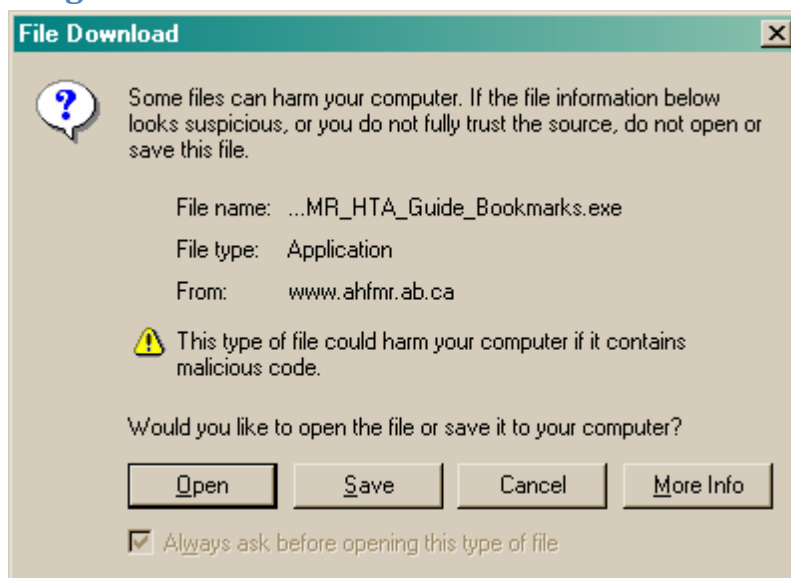 File Download
Some files can harm your computer. If the file information below
looks suspicious, or you do not fully trust the source, do not open or
save this file.
File name: ...MR_HTA_Guide_Bookmarks.exe
File type: Application
From: www.ahfmr.ab.ca
This type of file could harm your computer if it contains
malicious code.
Would you like to open the file or save it to your computer?
Open Save Cancel More Info
Always ask before opening this type of file